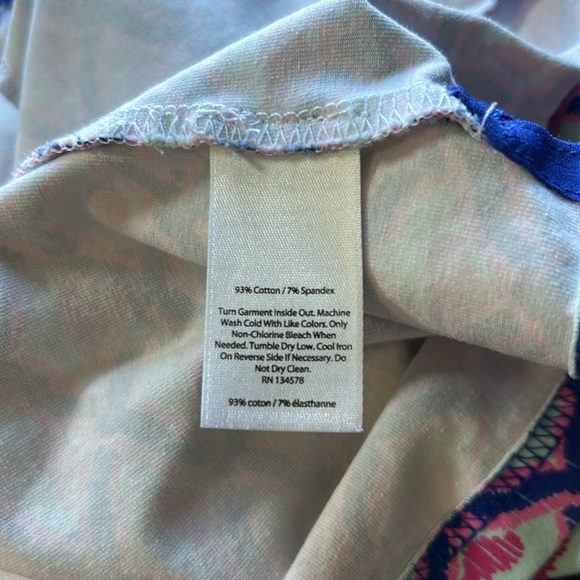 93% Cotton / 7% Spandex
Turn Garment Inside Out. Machine
Wash Cold With Like Colors. Only
Non-Chlorine Bleach When
Needed. Tumble Dry Low. Cool Iron
On Reverse Side If Necessary. Do
Not Dry Clean.
RN 134578
93% coton / 7% élasthanne